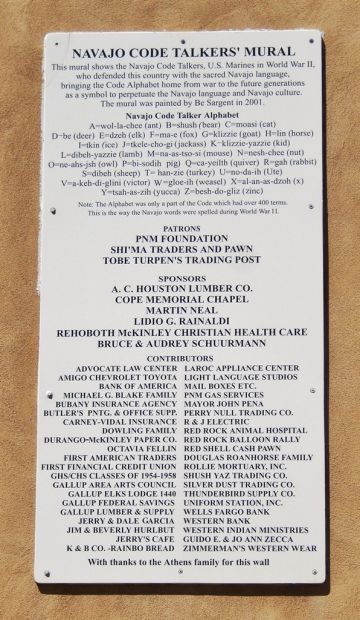 NAVAJO CODE TALKERS' MURAL
This mural shows the Navajo Code Talkers, U.S. Marines in World War II,
who defended this country with the sacred Navajo language,
bringing the Code Alphabet home from war to the future generations
as a symbol to perpetuate the Navajo language and Navajo culture.
The mural was painted by Be Sargent in 2001.
Navajo Code Talker Alphabet
A=wol-la-chee (ant) B=shush (bear) C=moasi (cat)
D=be (deer) E=dzeh (elk) F=ma-e (fox) G=klizzie (goat) H=lin (horse)
I=tkin (ice) J=tkele-cho-gi (jackass) K=klizzie-yazzie (kid)
L=dibeh-yazzie (lamb) M=na-as-tso-si (mouse) N=nesh-chee (nut)
O=ne-ahs-jsh (owl) P=bi-sodih (pig) Q=ca-yeilth (quiver) R=gah (rabbit)
S=dibeh (sheep) T=han-zie (turkey) U=no-da-ih (Ute)
V=a-keh-di-glini (victor) W=gloe-ih (weasel) X=al-an-as-dzoh (x)
Y=tsah-as-zih (yucca) Z=besh-do-gliz (zinc)
Note: The Alphabet was only a part of the Code which had over 400 terms.
This is the way the Navajo words were spelled during World War II.
PATRONS
PNM FOUNDATION
SHI'MA TRADERS AND PAWN
TOBE TURPEN'S TRADING POST
SPONSORS
A. C. HOUSTON LUMBER CO.
COPE MEMORIAL CHAPEL
MARTIN NEAL
LIDIO G. RAINALDI
REHOBOTH McKINLEY CHRISTIAN HEALTH CARE
BRUCE & AUDREY SCHUURMANN
CONTRIBUTORS
ADVOCATE LAW CENTER LAROC APPLIANCE CENTER
AMIGO CHEVROLET TOYOTA LIGHT LANGUAGE STUDIOS
BANK OF AMERICA MAIL BOXES ETC.
MICHAEL G. BLAKE FAMILY PNM GAS SERVICES
BUBANY INSURANCE AGENCY MAYOR JOHN PENA
BUTLER'S PNTG. & OFFICE SUPP. PERRY NULL TRADING CO.
CARNEY-VIDAL INSURANCE R & J ELECTRIC
DOWLING FAMILY RED ROCK ANIMAL HOSPITAL
DURANGO-McKINLEY PAPER CO. RED ROCK BALLOON RALLY
OCTAVIA FELLIN RED SHELL CASH PAWN
FIRST AMERICAN TRADERS DOUGLAS ROANHORSE FAMILY
FIRST FINANCIAL CREDIT UNION ROLLIE MORTUARY, INC.
GHS/CHS CLASSES OF 1954-1958 SHUSH YAZ TRADING CO.
GALLUP AREA ARTS COUNCIL SILVER DUST TRADING CO.
GALLUP ELKS LODGE 1440 THUNDERBIRD SUPPLY CO.
GALLUP FEDERAL SAVINGS UNIFORM STATION, INC.
GALLUP LUMBER & SUPPLY WELLS FARGO BANK
JERRY & DALE GARCIA WESTERN BANK
JIM & BEVERLY HURLBUT WESTERN INDIAN MINISTRIES
JERRY'S CAFE GUIDO E. & JO ANN ZECCA
K & B CO. -RAINBO BREAD ZIMMERMAN'S WESTERN WEAR
With thanks to the Athens family for this wall